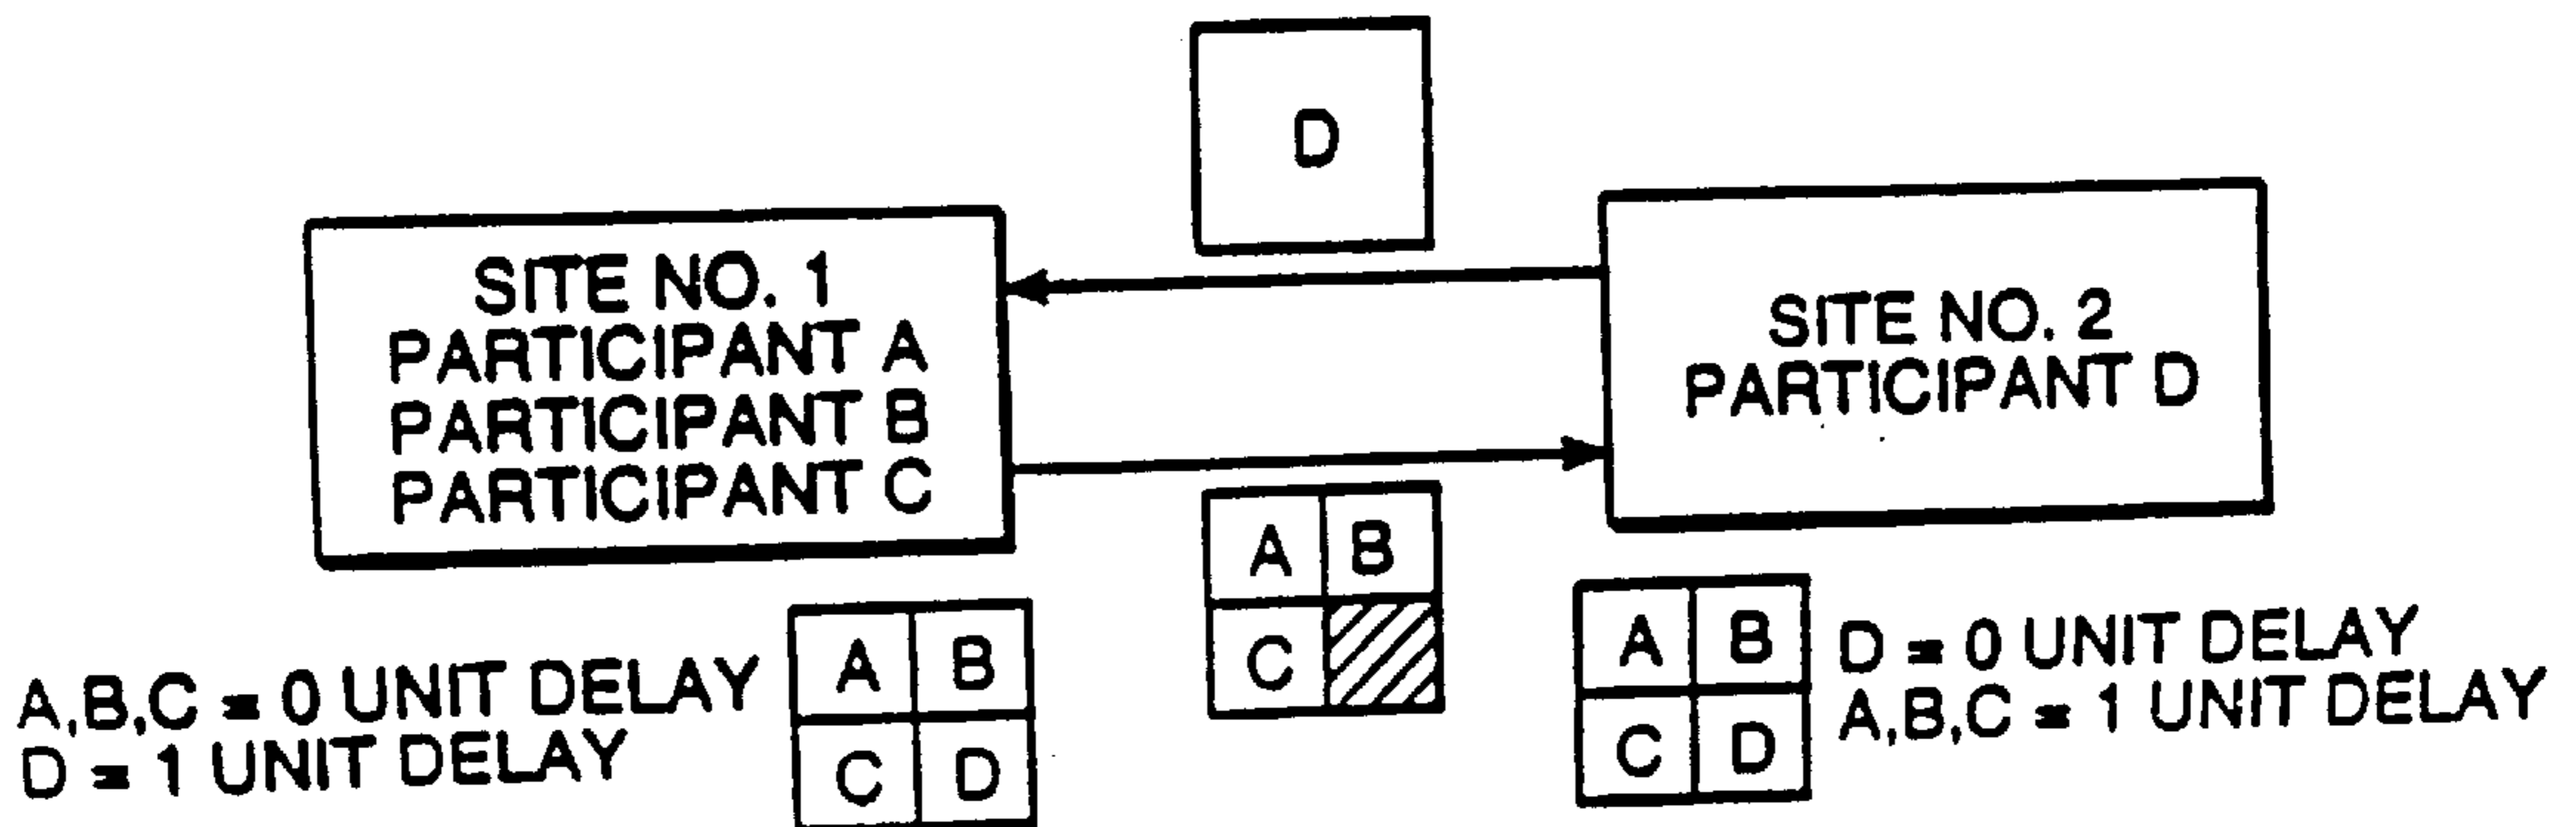 D
SITE NO. 1
PARTICIPANT A
PARTICIPANT B
PARTICIPANT C
SITE NO. 2
PARTICIPANT D
A B
C
A,B,C = 0 UNIT DELAY
D = 1 UNIT DELAY
A B
C D
A B
C D
D = 0 UNIT DELAY
A,B,C = 1 UNIT DELAY